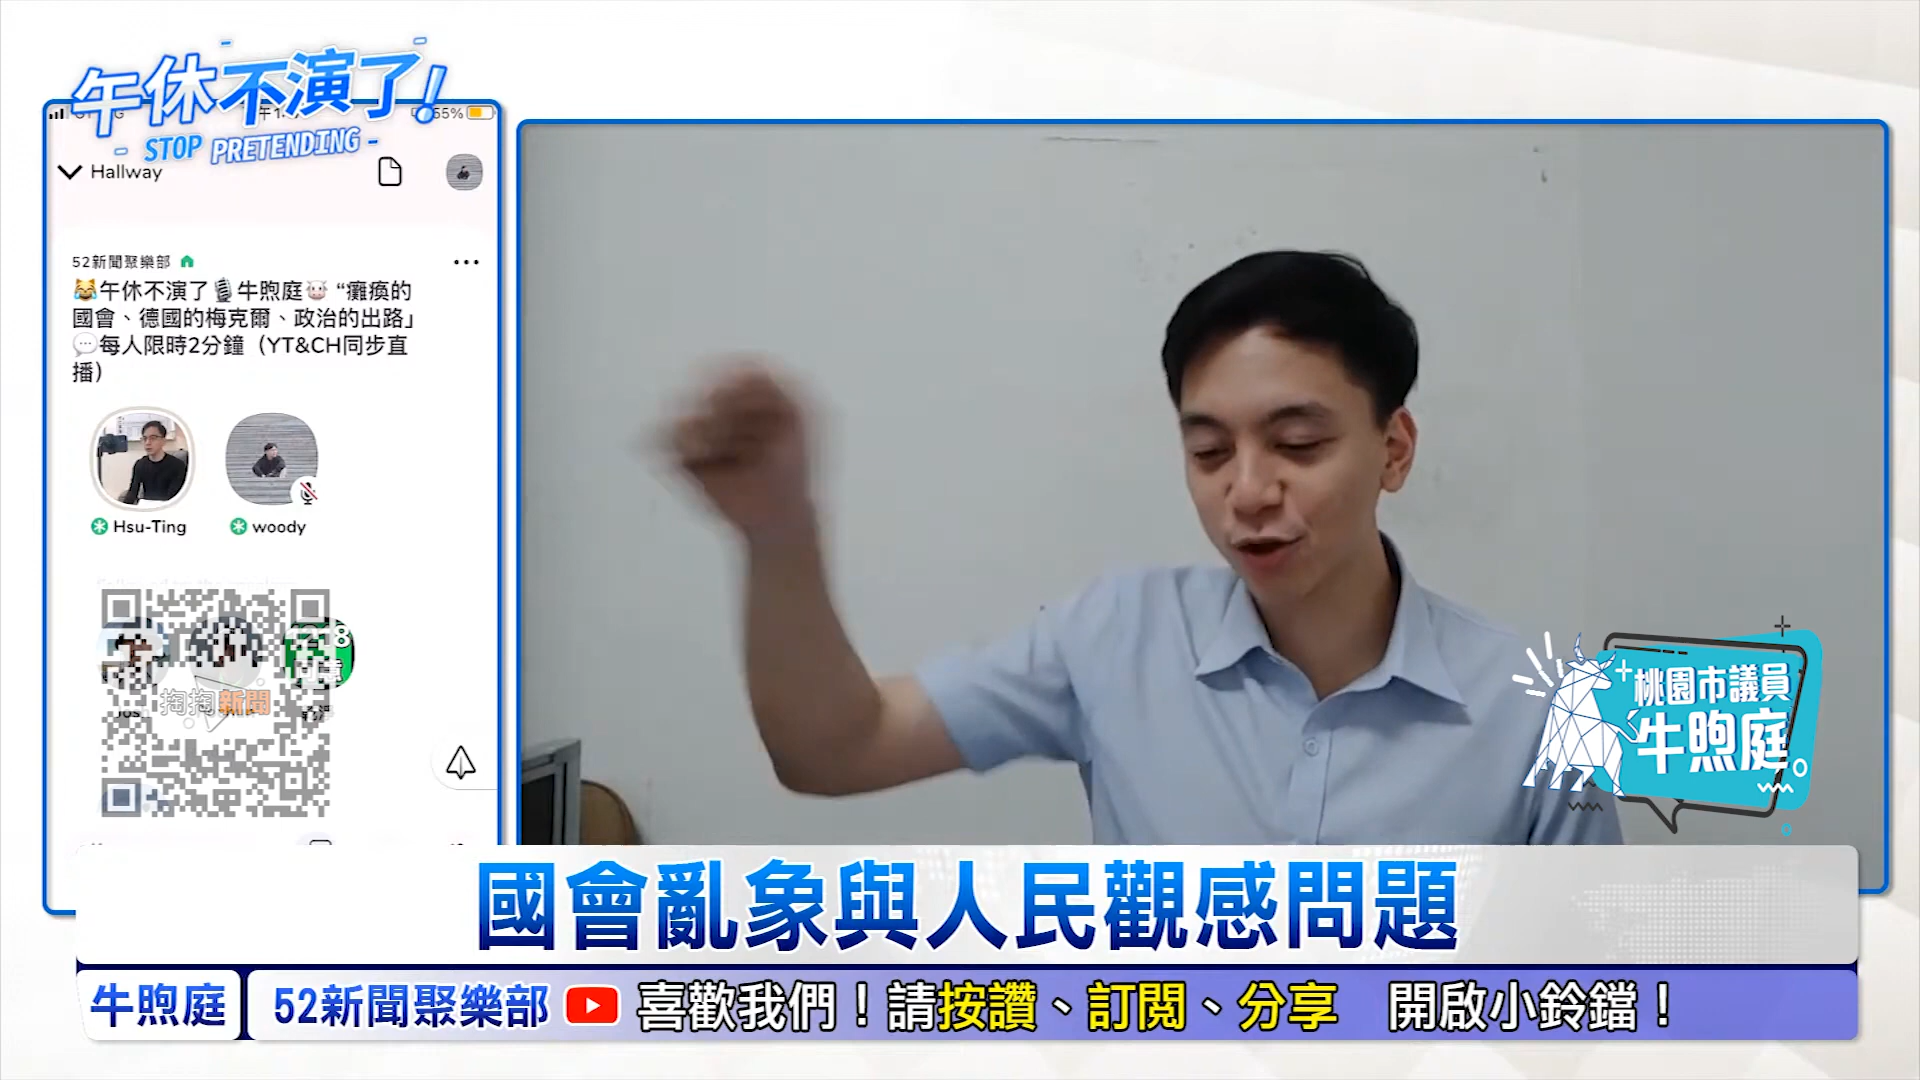 午休不演了!
STOP PRETENDING
55%
Hallway
52新聞聚樂部
😹午休不演了🎙️牛煦庭🐮 “癱瘓的
國會、德國的梅克爾、政治的出路」
💬每人限時2分鐘（YT&CH同步直
播）
Hsu-Ting
woody
掏掏新聞
桃園市議員
牛煦庭
國會亂象與人民觀感問題
牛煦庭
52新聞聚樂部
喜歡我們！請按讚、訂閱、分享 開啟小鈴鐺！